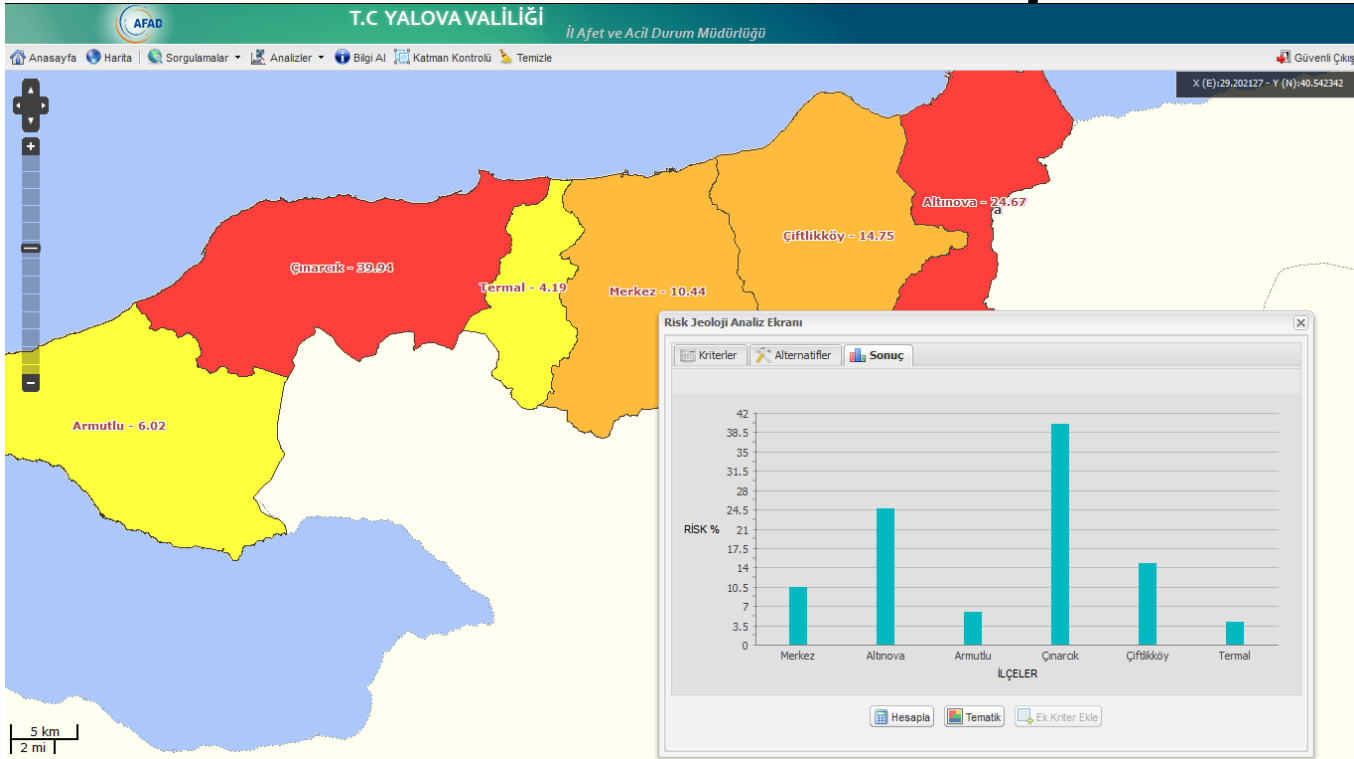 AFAD
T.C YALOVA VALİLİĞİ
İl Afet ve Acil Durum Müdürlüğü
Anasayfa Harita Sorgulamalar Analizler Bilgi Al Katman Kontrolü Temizle Güvenli Çıkış
X (E):29.202127 - Y (N):40.542342
Altınova - 24.67
a
Çiftlikköy - 14.75
Çınarcık - 39.94
Termal - 4.19
Merkez - 10.44
Armutlu - 6.02
Risk Jeoloji Analiz Ekranı
Kriterler Alternatifler Sonuç
42
38.5
35
31.5
28
24.5
RİSK % 21
17.5
14
10.5
7
3.5
0
Merkez Altınova Armutlu Çınarcık Çiftlikköy Termal
İLÇELER
Hesapla Tematik Ek Kriter Ekle
5 km
2 mi